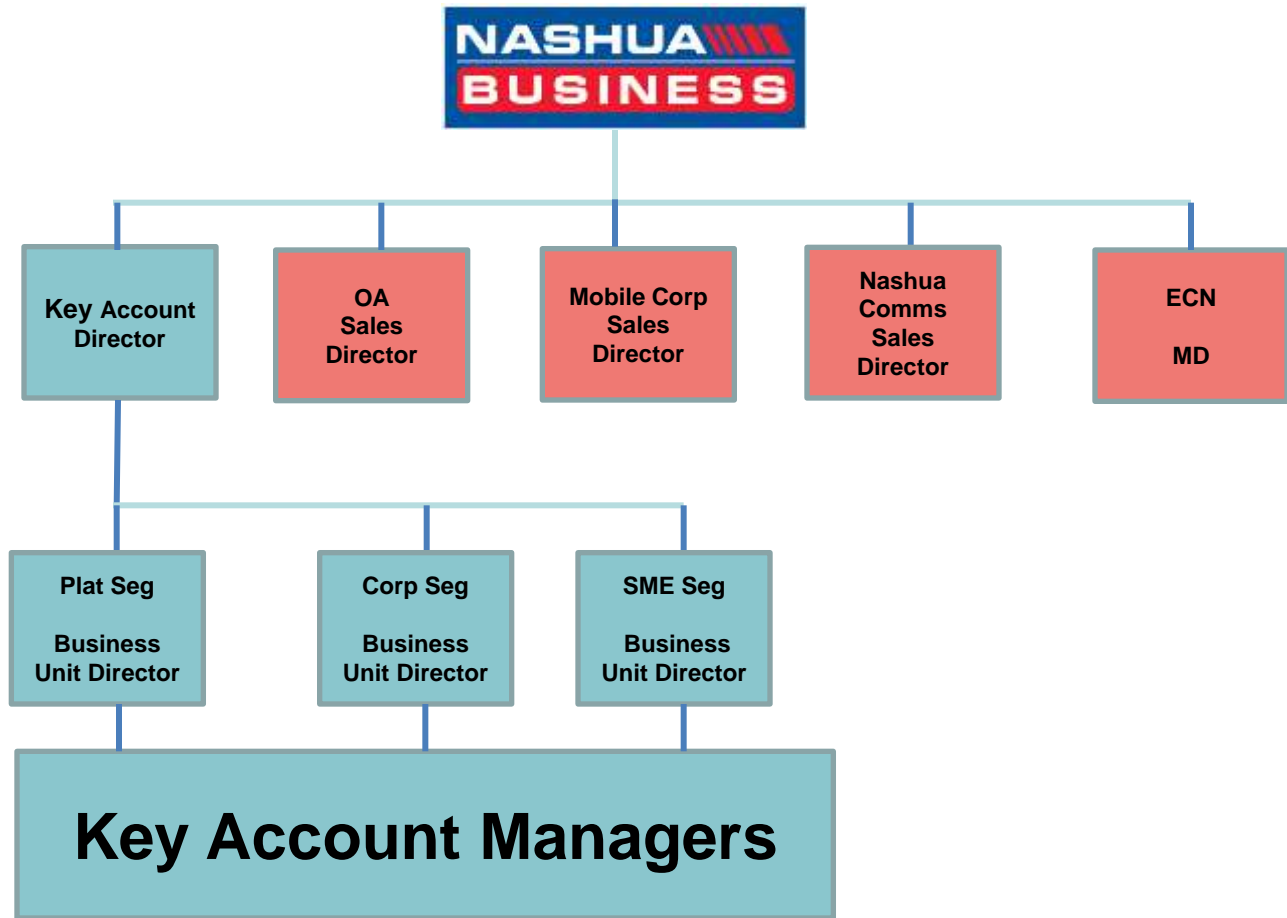 NASHUA
BUSINESS
Key Account
Director
OA
Sales
Director
Mobile Corp
Sales
Director
Nashua
Comms
Sales
Director
ECN
MD
Plat Seg
Business
Unit Director
Corp Seg
Business
Unit Director
SME Seg
Business
Unit Director
Key Account Managers